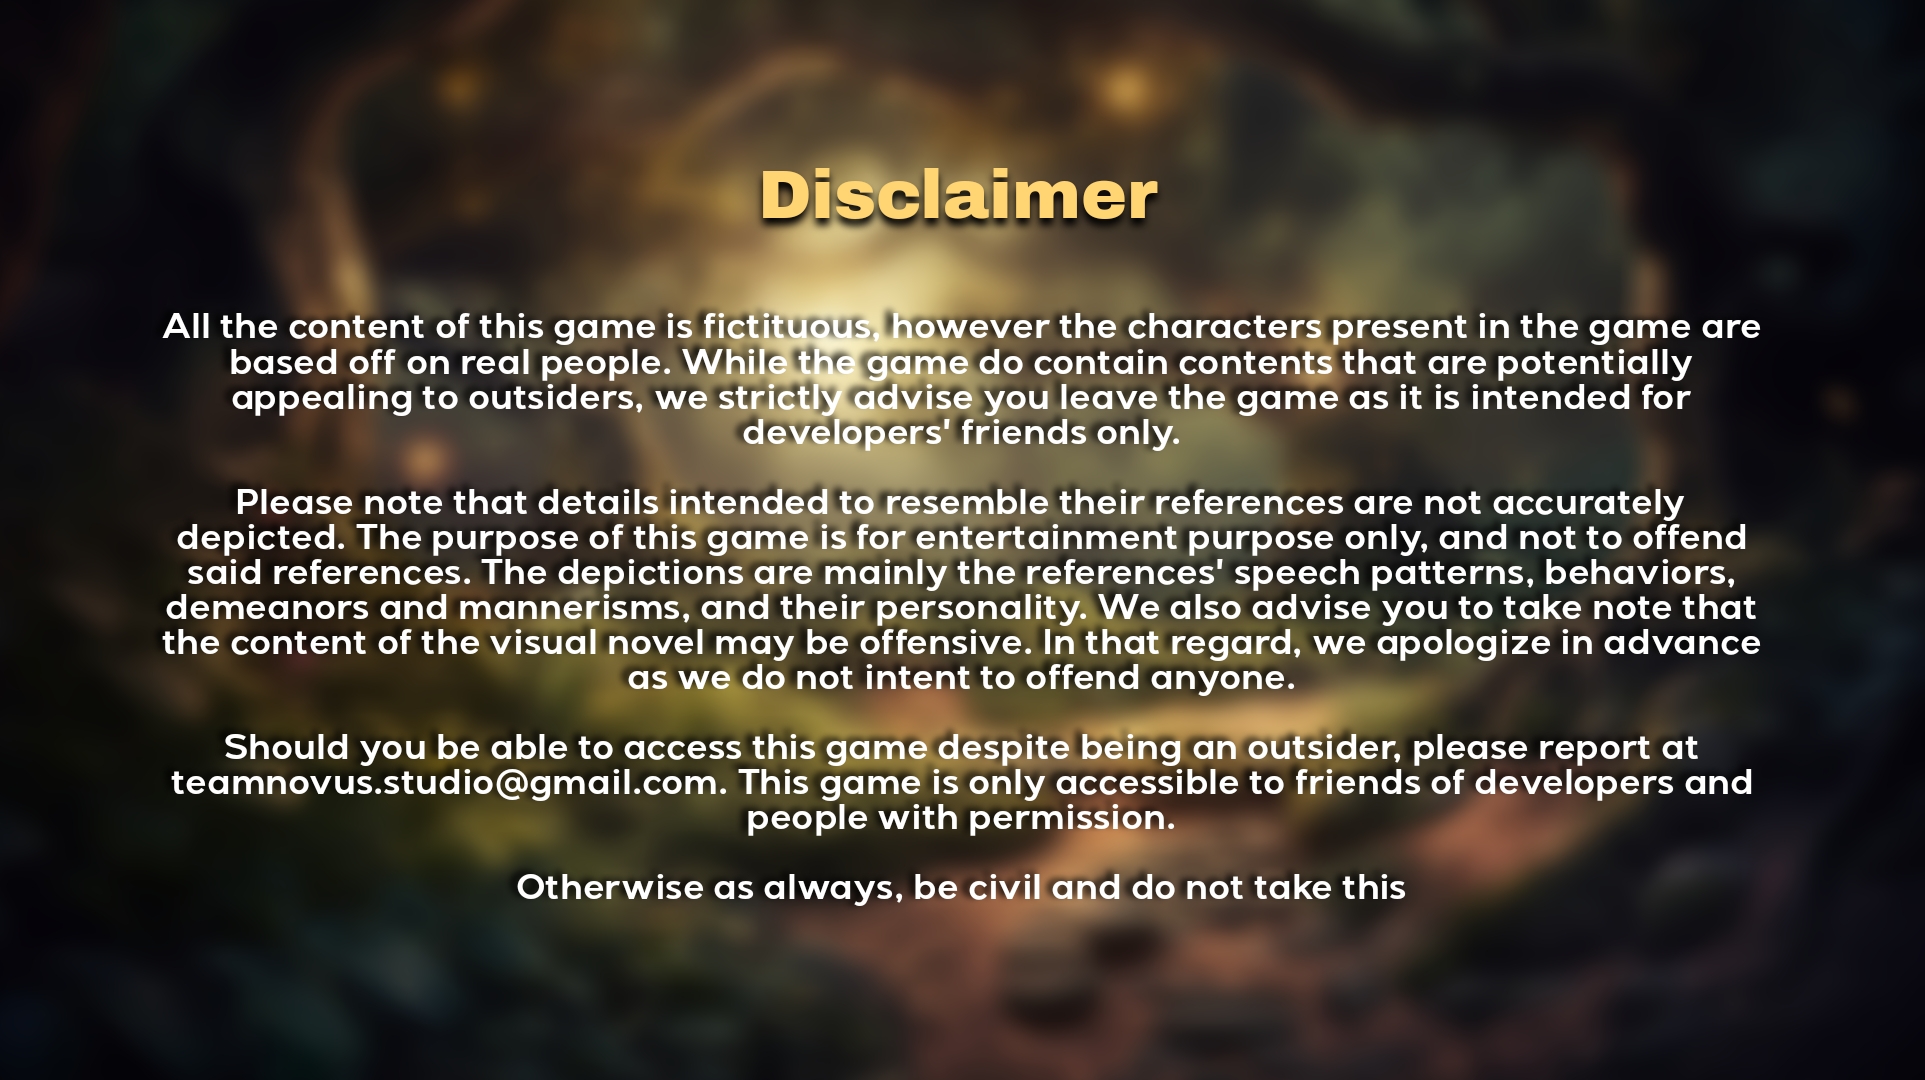 Disclaimer
All the content of this game is fictituous, however the characters present in the game are
based off on real people. While the game do contain contents that are potentially
appealing to outsiders, we strictly advise you leave the game as it is intended for
developers' friends only.
Please note that details intended to resemble their references are not accurately
depicted. The purpose of this game is for entertainment purpose only, and not to offend
said references. The depictions are mainly the references' speech patterns, behaviors,
demeanors and mannerisms, and their personality. We also advise you to take note that
the content of the visual novel may be offensive. In that regard, we apologize in advance
as we do not intent to offend anyone.
Should you be able to access this game despite being an outsider, please report at
teamnovus.studio@gmail.com. This game is only accessible to friends of developers and
people with permission.
Otherwise as always, be civil and do not take this